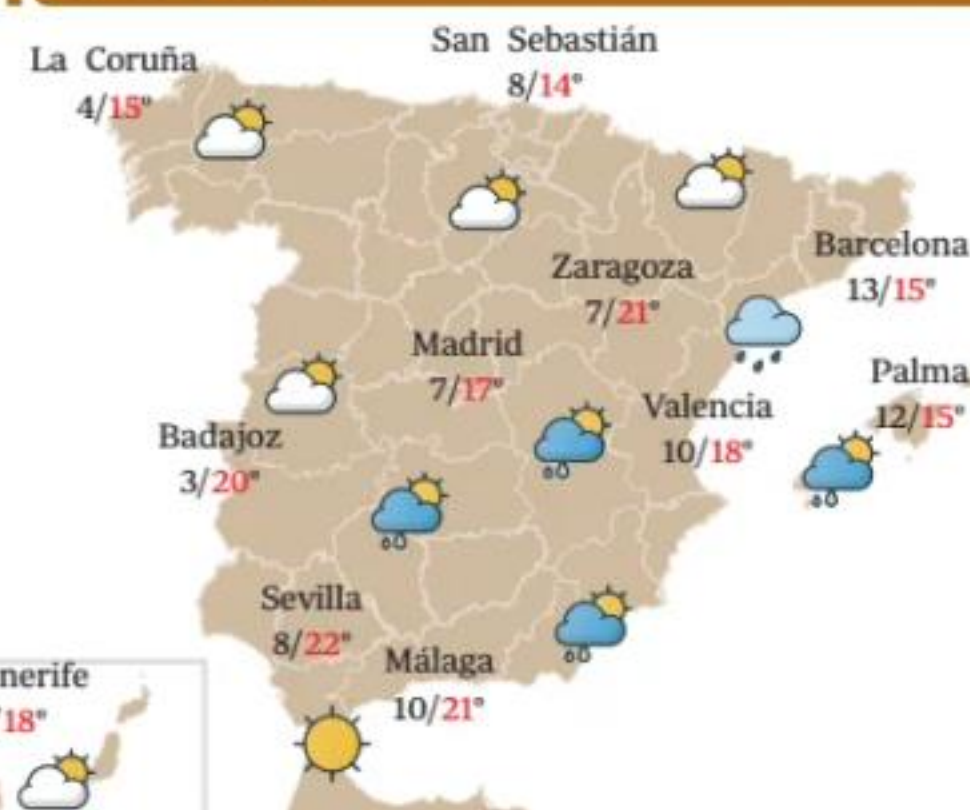 La Coruña
4/15°
San Sebastián
8/14°
Barcelona
13/15°
Zaragoza
7/21°
Madrid
7/17°
Palma
12/15°
Valencia
10/18°
Badajoz
3/20°
Sevilla
8/22°
Málaga
10/21°
nerife
/18°